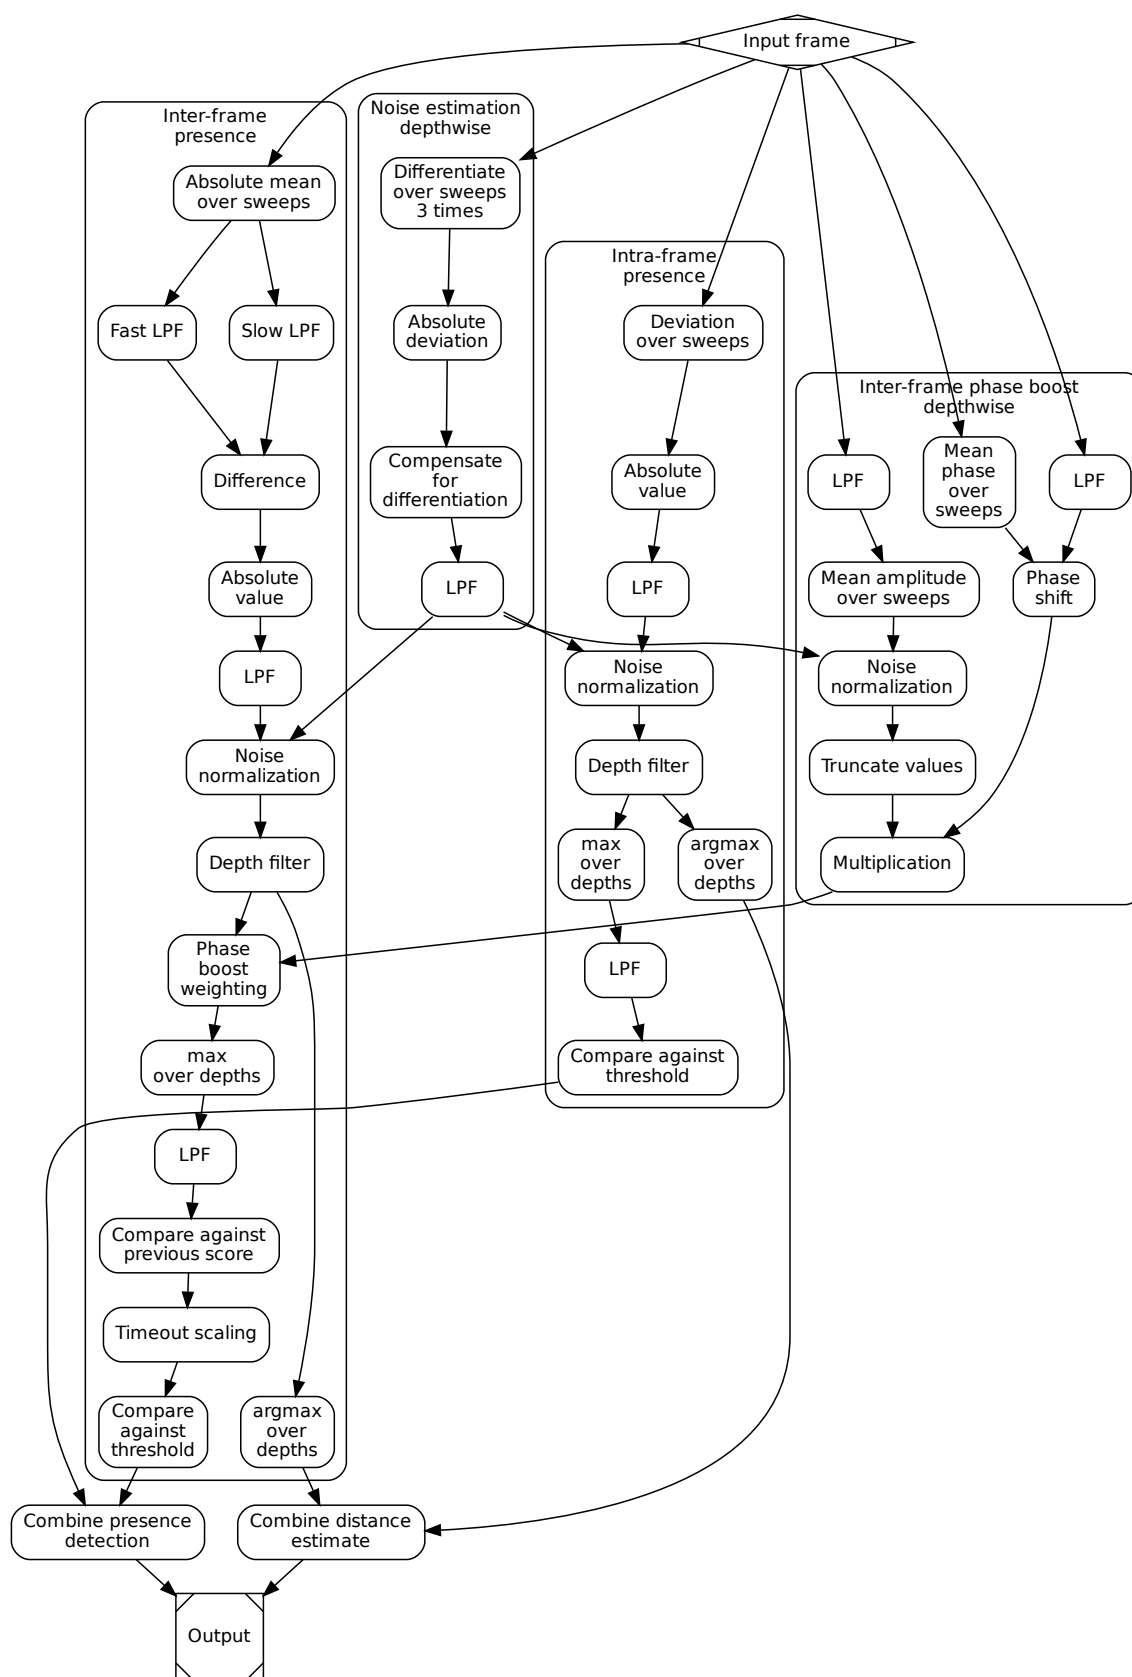 Input frame
Inter-frame
presence
Absolute mean
over sweeps
Fast LPF
Slow LPF
Difference
Absolute
value
LPF
Noise
normalization
Depth filter
Phase
boost
weighting
max
over depths
LPF
Compare against
previous score
Timeout scaling
Compare
against
threshold
argmax
over
depths
Noise estimation
depthwise
Differentiate
over sweeps
3 times
Absolute
deviation
Compensate
for
differentiation
LPF
Intra-frame
presence
Deviation
over sweeps
Absolute
value
LPF
Noise
normalization
Depth filter
max
over
depths
argmax
over
depths
LPF
Compare against
threshold
Inter-frame phase boost
depthwise
LPF
Mean
phase
over
sweeps
LPF
Mean amplitude
over sweeps
Phase
shift
Noise
normalization
Truncate values
Multiplication
Combine presence
detection
Combine distance
estimate
Output